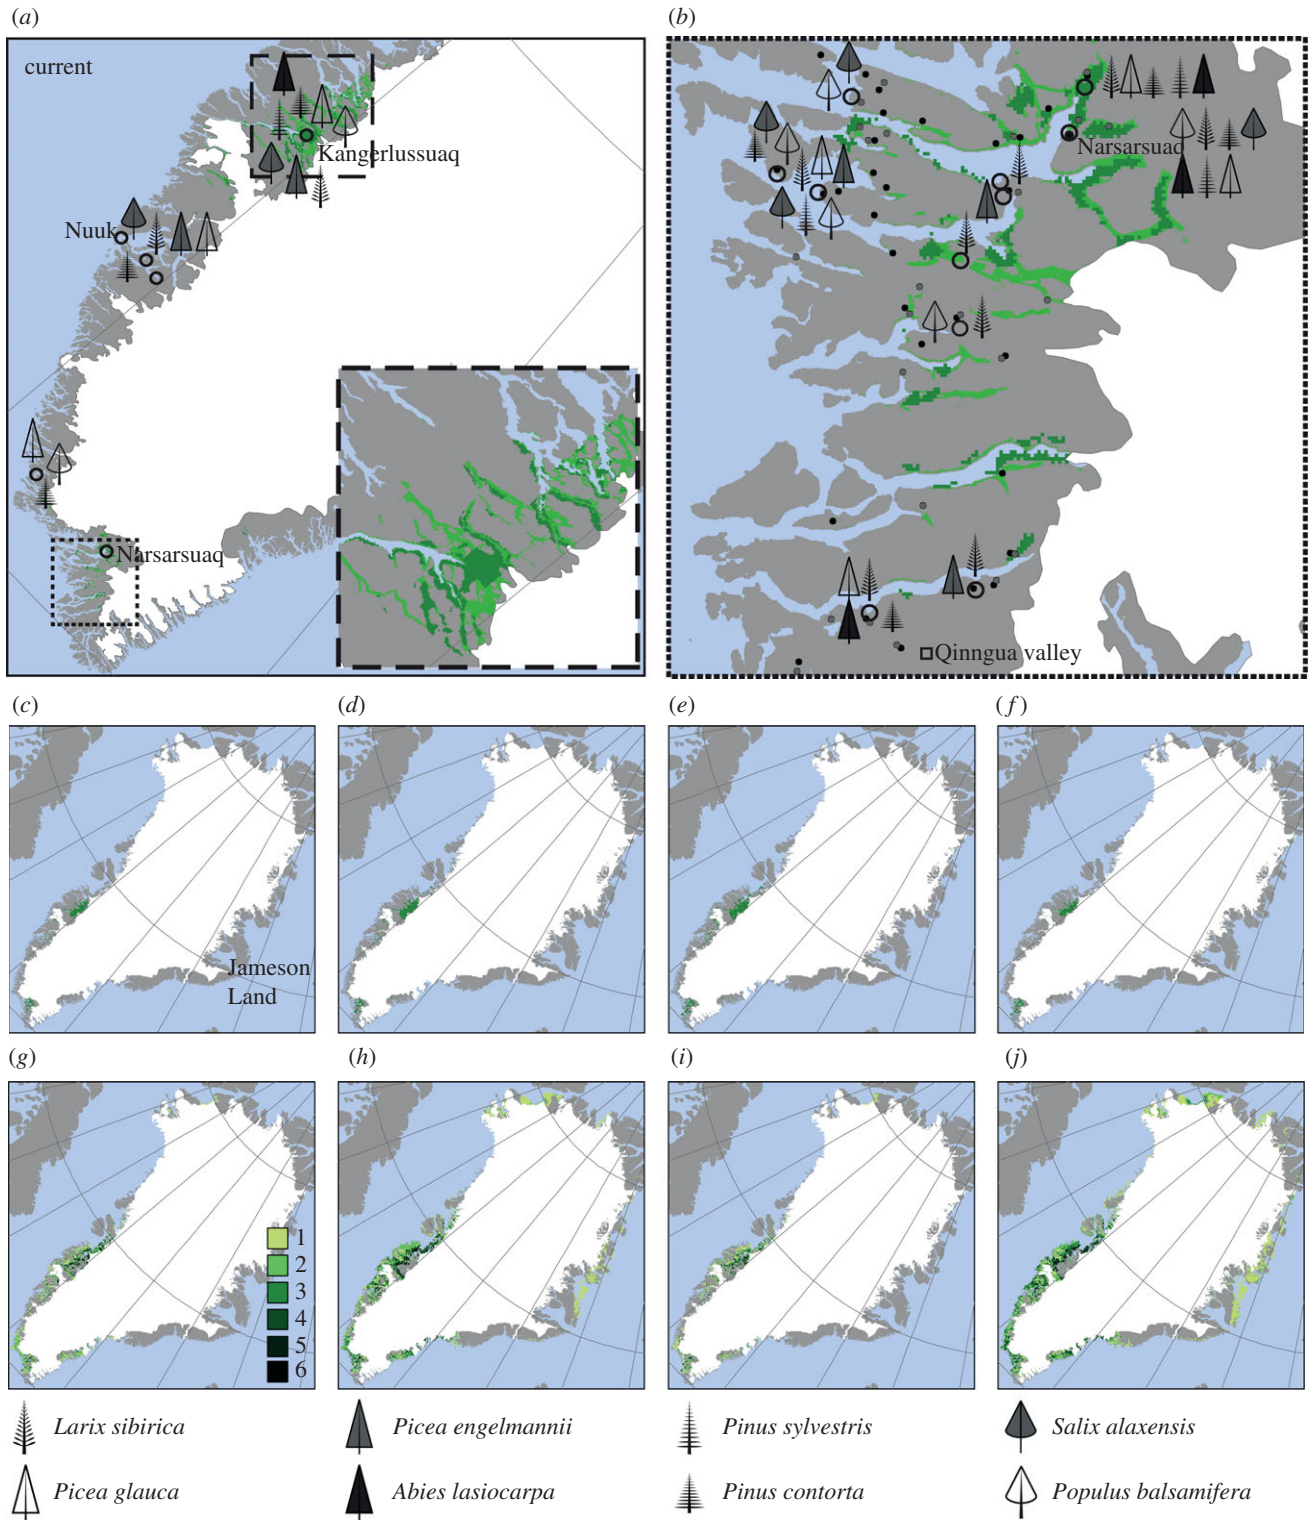 (a)
(b)
current
Kangerlussuaq
Nuuk
Narsarsuaq
Narsarsuaq
Qinngua valley
(c)
(d)
(e)
(f)
Jameson
Land
(g)
(h)
(i)
(j)
1
2
3
4
5
6
Larix sibirica
Picea engelmannii
Pinus sylvestris
Salix alaxensis
Picea glauca
Abies lasiocarpa
Pinus contorta
Populus balsamifera